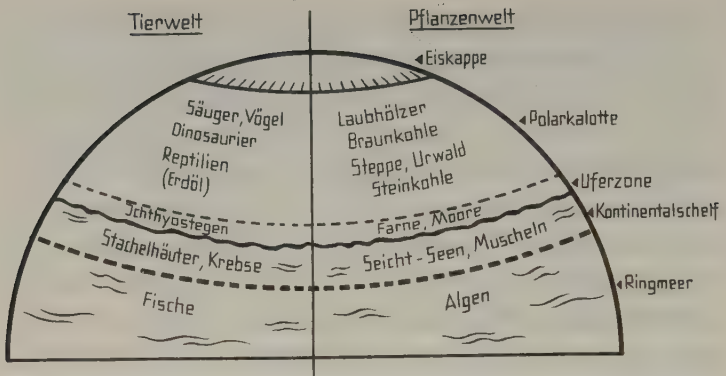 Tierwelt
Pflanzenwelt
Eiskappe
Säuger, Vögel
Dinosaurier
Reptilien
(Erdöl)
Laubhölzer
Braunkohle
Steppe, Urwald
Steinkohle
Polarkalotte
Uferzone
Ichthyostegen
Farne, Moore
Kontinentalschelf
Stachelhäuter, Krebse
Seicht-Seen, Muscheln
Ringmeer
Fische
Algen